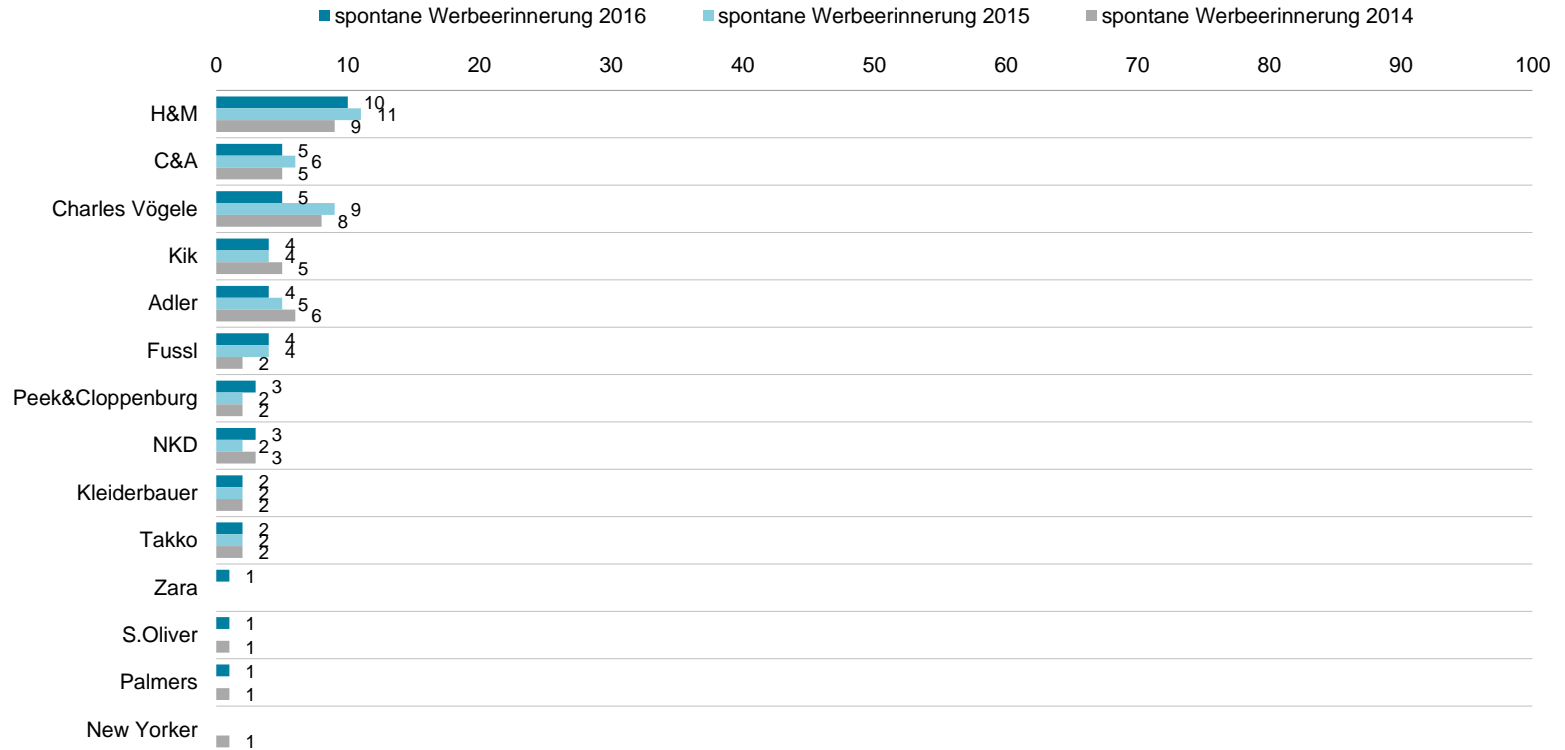 spontane Werbeerinnerung 2016 spontane Werbeerinnerung 2015 spontane Werbeerinnerung 2014
0 10 20 30 40 50 60 70 80 90 100
H&M 10 11 9
C&A 5 6 5
Charles Vögele 5 9 8
Kik 4 4 5
Adler 4 5 6
Fussl 4 4 2
Peek&Cloppenburg 3 2 2
NKD 3 2 3
Kleiderbauer 2 2 2
Takko 2 2 2
Zara 1
S.Oliver 1 1
Palmers 1 1
New Yorker 1